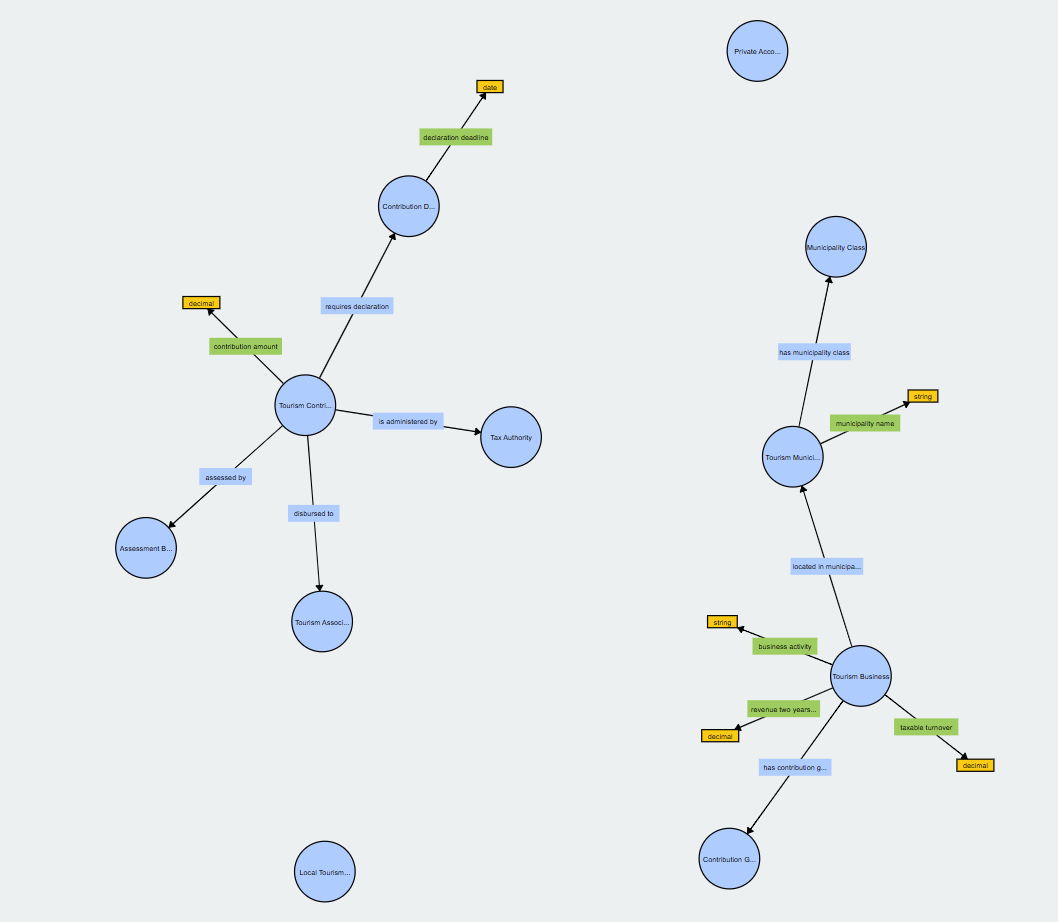 Private Acco...
date
declaration deadline
Contribution D...
Municipality Class
decimal
requires declaration
contribution amount
has municipality class
string
Tourism Contri...
is administered by
municipality name
Tax Authority
Tourism Munici...
assessed by
disbursed to
Assessment B...
located in municipa...
string
Tourism Associ...
business activity
Tourism Business
revenue two years...
taxable turnover
decimal
has contribution g...
decimal
Contribution G...
Local Tourism...